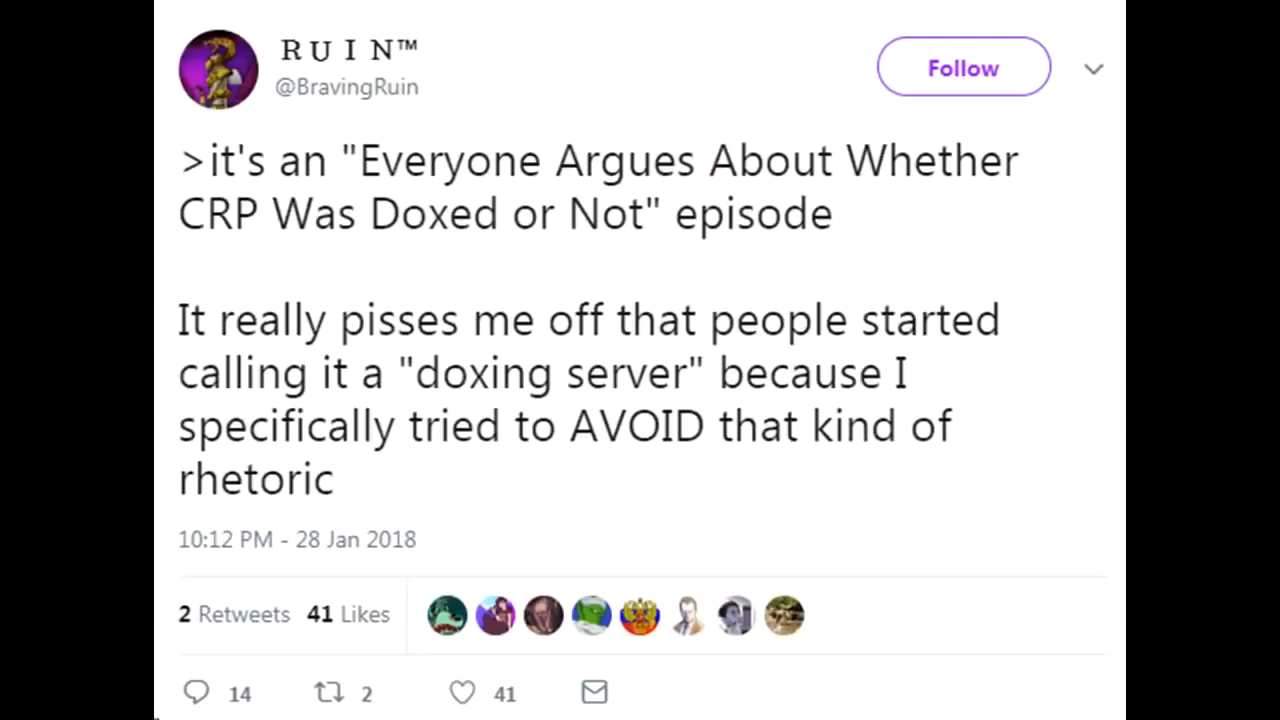 R U I N™
@BravingRuin
Follow
>it's an "Everyone Argues About Whether
CRP Was Doxed or Not" episode
It really pisses me off that people started
calling it a "doxing server" because I
specifically tried to AVOID that kind of
rhetoric
10:12 PM - 28 Jan 2018
2 Retweets 41 Likes
14 2 41